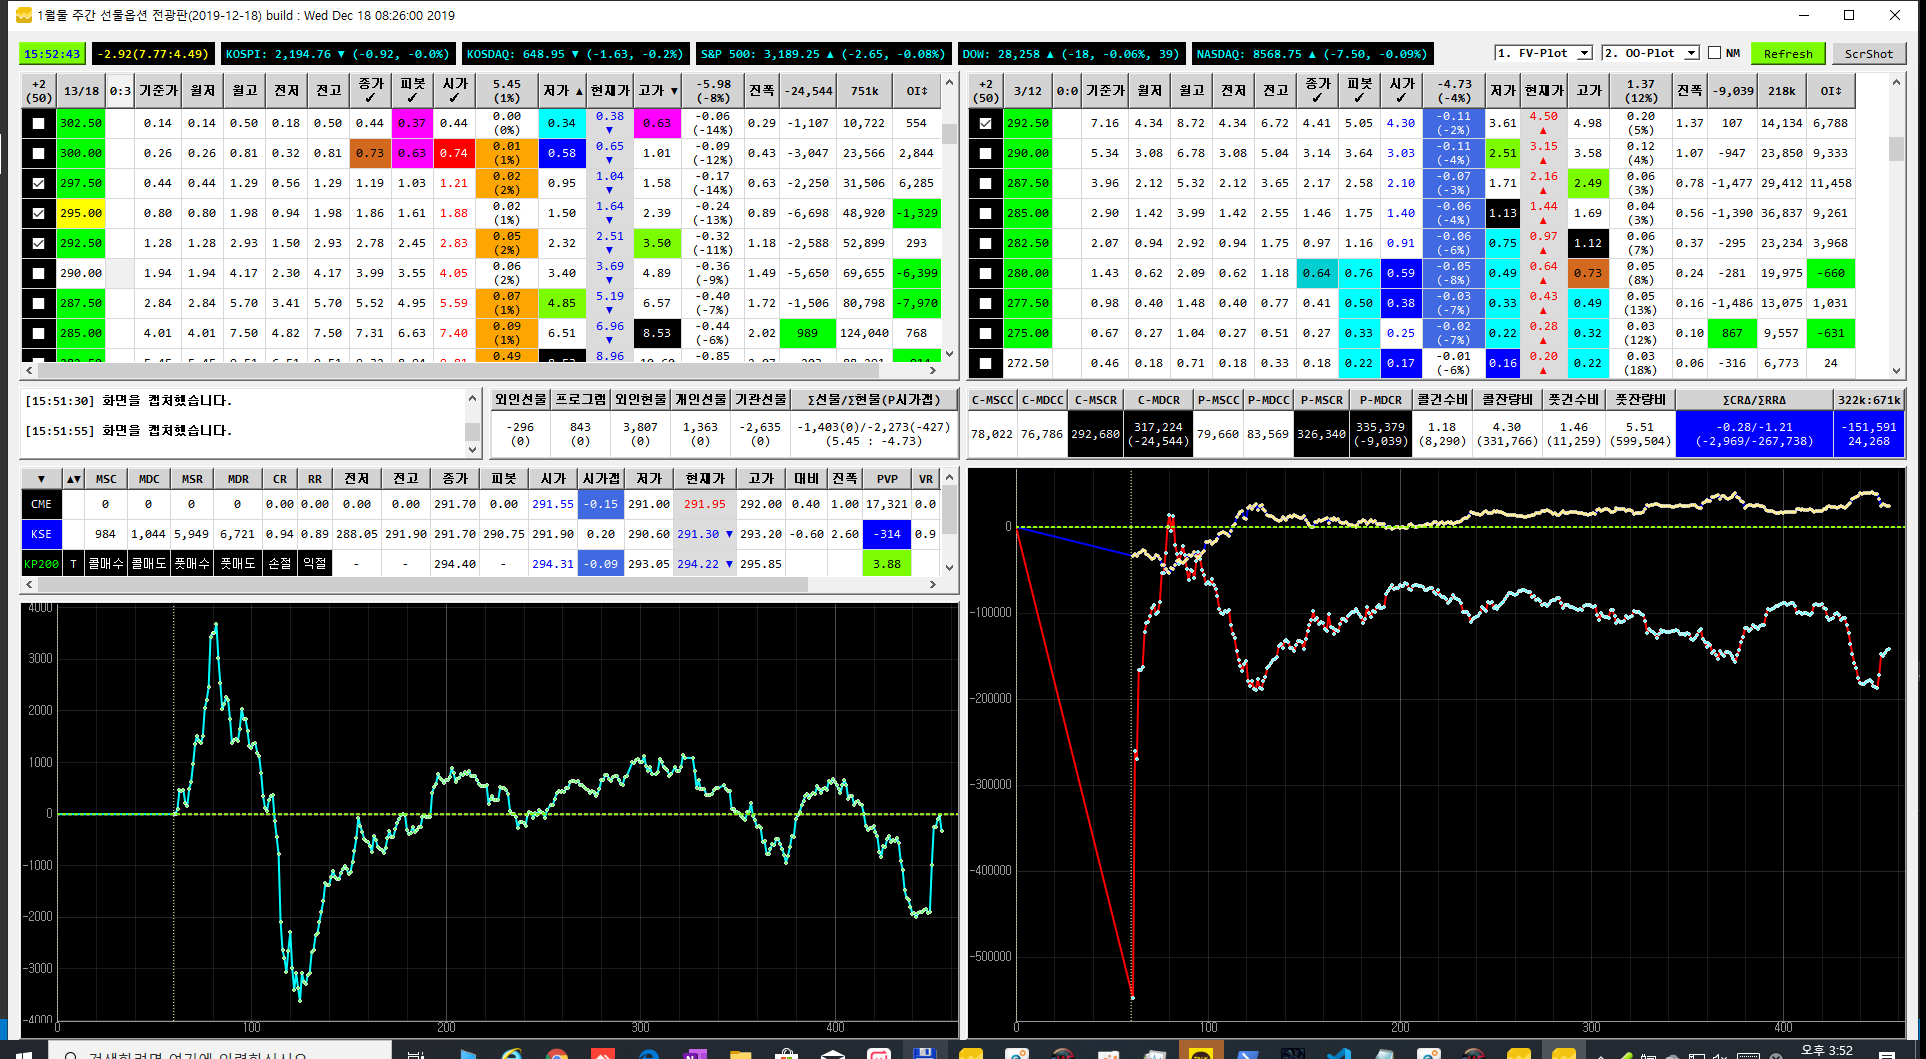 1월물 주간 선물옵션 전광판(2019-12-18) build : Wed Dec 18 08:26:00 2019
15:52:43 -2.92(7.77:4.49) KOSPI: 2,194.76 ▼ (-0.92, -0.0%) KOSDAQ: 648.95 ▼ (-1.63, -0.2%) S&P 500: 3,189.25 ▲ (-2.65, -0.08%) DOW: 28,258 ▲ (-18, -0.06%, 39) NASDAQ: 8568.75 ▲ (-7.50, -0.09%) 1. FV-Plot 2. OO-Plot NM Refresh ScrShot
+2 (50) 13/18 0:3 기준가 월저 월고 전저 전고 종가 ✓ 피봇 ✓ 시가 ✓ 5.45 (1%) 저가 ▲ 현재가 고가 ▼ -5.98 (-8%) 진폭 -24,544 751k OI↕
302.50 0.14 0.14 0.50 0.18 0.50 0.44 0.37 0.44 0.00 (0%) 0.34 0.38 ▼ 0.63 -0.06 (-14%) 0.29 -1,107 10,722 554
300.00 0.26 0.26 0.81 0.32 0.81 0.73 0.63 0.74 0.01 (1%) 0.58 0.65 ▼ 1.01 -0.09 (-12%) 0.43 -3,047 23,566 2,844
297.50 0.44 0.44 1.29 0.56 1.29 1.19 1.03 1.21 0.02 (2%) 0.95 1.04 ▼ 1.58 -0.17 (-14%) 0.63 -2,250 31,506 6,285
295.00 0.80 0.80 1.98 0.94 1.98 1.86 1.61 1.88 0.02 (1%) 1.50 1.64 ▼ 2.39 -0.24 (-13%) 0.89 -6,698 48,920 -1,329
292.50 1.28 1.28 2.93 1.50 2.93 2.78 2.45 2.83 0.05 (2%) 2.32 2.51 ▼ 3.50 -0.32 (-11%) 1.18 -2,588 52,899 293
290.00 1.94 1.94 4.17 2.30 4.17 3.99 3.55 4.05 0.06 (2%) 3.40 3.69 ▼ 4.89 -0.36 (-9%) 1.49 -5,650 69,655 -6,399
287.50 2.84 2.84 5.70 3.41 5.70 5.52 4.95 5.59 0.07 (1%) 4.85 5.19 ▼ 6.57 -0.40 (-7%) 1.72 -1,506 80,798 -7,970
285.00 4.01 4.01 7.50 4.82 7.50 7.31 6.63 7.40 0.09 (1%) 6.51 6.96 ▼ 8.53 -0.44 (-6%) 2.02 989 124,040 768
0.49 8.96 -0.85
+2 (50) 3/12 0:0 기준가 월저 월고 전저 전고 종가 ✓ 피봇 ✓ 시가 ✓ -4.73 (-4%) 저가 현재가 고가 1.37 (12%) 진폭 -9,039 218k OI↕
292.50 7.16 4.34 8.72 4.34 6.72 4.41 5.05 4.30 -0.11 (-2%) 3.61 4.50 ▲ 4.98 0.20 (5%) 1.37 107 14,134 6,788
290.00 5.34 3.08 6.78 3.08 5.04 3.14 3.64 3.03 -0.11 (-4%) 2.51 3.15 ▲ 3.58 0.12 (4%) 1.07 -947 23,850 9,333
287.50 3.96 2.12 5.32 2.12 3.65 2.17 2.58 2.10 -0.07 (-3%) 1.71 2.16 ▲ 2.49 0.06 (3%) 0.78 -1,477 29,412 11,458
285.00 2.90 1.42 3.99 1.42 2.55 1.46 1.75 1.40 -0.06 (-4%) 1.13 1.44 ▲ 1.69 0.04 (3%) 0.56 -1,390 36,837 9,261
282.50 2.07 0.94 2.92 0.94 1.75 0.97 1.16 0.91 -0.06 (-6%) 0.75 0.97 ▲ 1.12 0.06 (7%) 0.37 -295 23,234 3,968
280.00 1.43 0.62 2.09 0.62 1.18 0.64 0.76 0.59 -0.05 (-8%) 0.49 0.64 ▲ 0.73 0.05 (8%) 0.24 -281 19,975 -660
277.50 0.98 0.40 1.48 0.40 0.77 0.41 0.50 0.38 -0.03 (-7%) 0.33 0.43 ▲ 0.49 0.05 (13%) 0.16 -1,486 13,075 1,031
275.00 0.67 0.27 1.04 0.27 0.51 0.27 0.33 0.25 -0.02 (-7%) 0.22 0.28 ▲ 0.32 0.03 (12%) 0.10 867 9,557 -631
272.50 0.46 0.18 0.71 0.18 0.33 0.18 0.22 0.17 -0.01 (-6%) 0.16 0.20 ▲ 0.22 0.03 (18%) 0.06 -316 6,773 24
[15:51:30] 화면을 캡쳐했습니다.
[15:51:55] 화면을 캡쳐했습니다.
외인선물 프로그램 외인현물 개인선물 기관선물 Σ선물/Σ현물(P시가갭)
-296 843 3,807 1,363 -2,635 -1,403(0)/-2,273(-427)
(0) (0) (0) (0) (0) (5.45 : -4.73)
C-MSCC C-MDCC C-MSCR C-MDCR P-MSCC P-MDCC P-MSCR P-MDCR 콜건수비 콜잔량비 풋건수비 풋잔량비 ΣCRΔ/ΣRRΔ 322k:671k
78,022 76,786 292,680 317,224 (-24,544) 79,660 83,569 326,340 335,379 (-9,039) 1.18 (8,290) 4.30 (331,766) 1.46 (11,259) 5.51 (599,504) -0.28/-1.21 (-2,969/-267,738) -151,591 24,268
▼ ▲▼ MSC MDC MSR MDR CR RR 전저 전고 종가 피봇 시가 시가갭 저가 현재가 고가 대비 진폭 PVP VR
CME 0 0 0 0 0.00 0.00 0.00 0.00 291.70 0.00 291.55 -0.15 291.00 291.95 292.00 0.40 1.00 17,321 0.0
KSE 984 1,044 5,949 6,721 0.94 0.89 288.05 291.90 291.70 290.75 291.90 0.20 290.60 291.30 ▼ 293.20 -0.60 2.60 -314 0.9
KP200 T 콜매수 콜매도 풋매수 풋매도 손절 익절 - - 294.40 - 294.31 -0.09 293.05 294.22 ▼ 295.85 3.88
4000
3000
2000
1000
0
-1000
-2000
-3000
-4000
0 100 200 300 400
0
-100000
-200000
-300000
-400000
-500000
0 100 200 300 400
오후 3:52